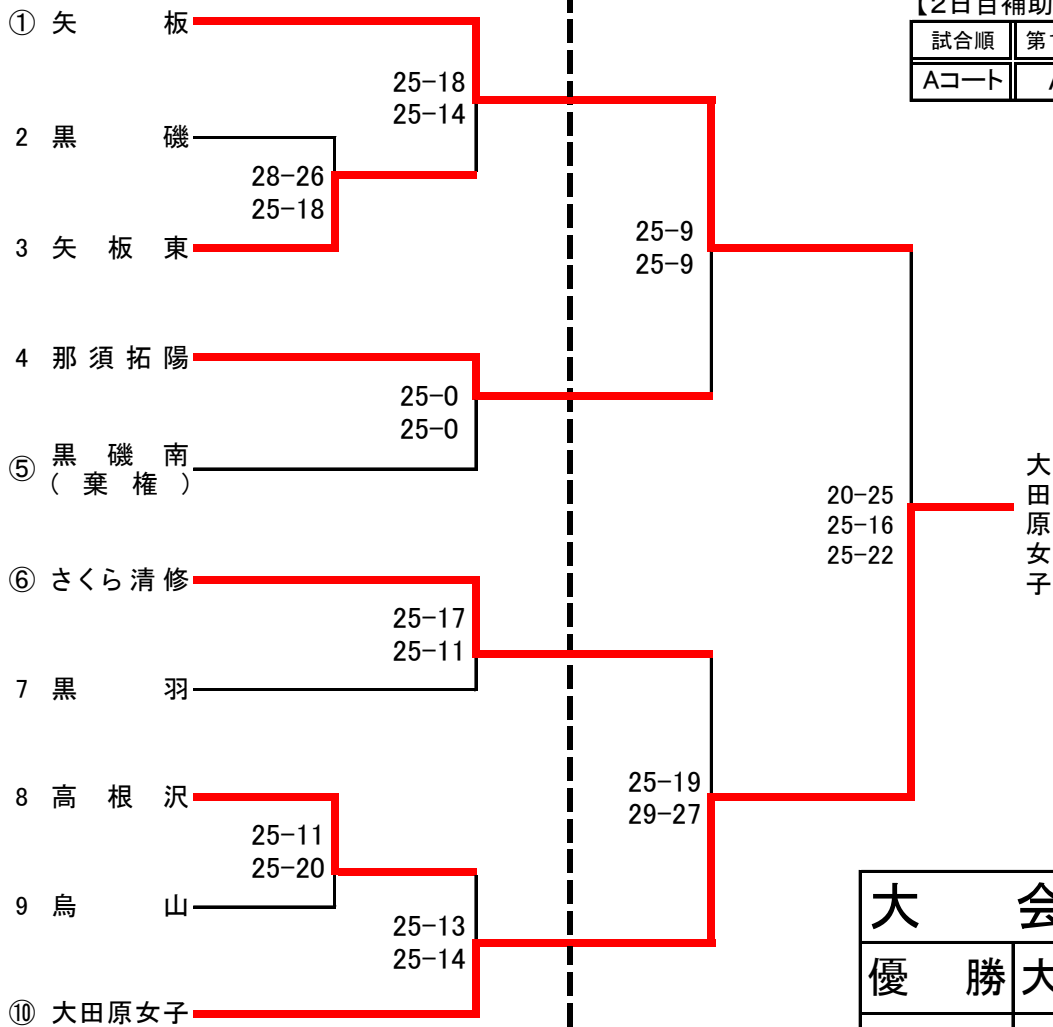 【2日目補助
試合順 第
Aコート
① 矢板
25-18
25-14
2 黒磯
28-26
25-18
3 矢板東
25-9
25-9
4 那須拓陽
25-0
25-0
⑤ 黒磯南
(棄権)
20-25
25-16
25-22
大田原女子
⑥ さくら清修
25-17
25-11
7 黒羽
25-19
29-27
8 高根沢
25-11
25-20
9 烏山
25-13
25-14
⑩ 大田原女子
大会
優勝 大